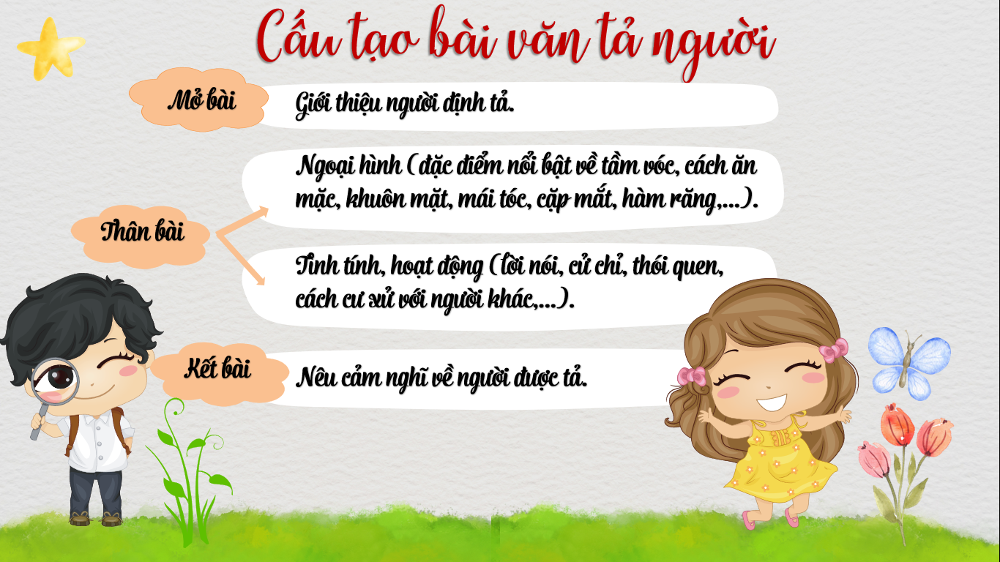 Cấu tạo bài văn tả người
Mở bài
Giới thiệu người định tả.
Ngoại hình (đặc điểm nổi bật về tầm vóc, cách ăn
mặc, khuôn mặt, mái tóc, cặp mắt, hàm răng,...).
Thân bài
Tính tính, hoạt động (lời nói, cử chỉ, thói quen,
cách cư xử với người khác,...).
Kết bài
Nêu cảm nghĩ về người được tả.